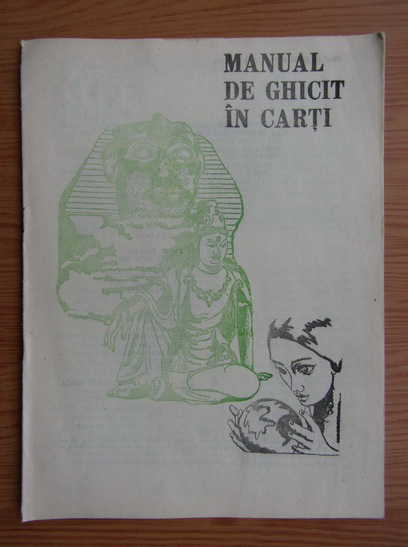 MANUAL
DE GHICIT
ÎN CARȚI